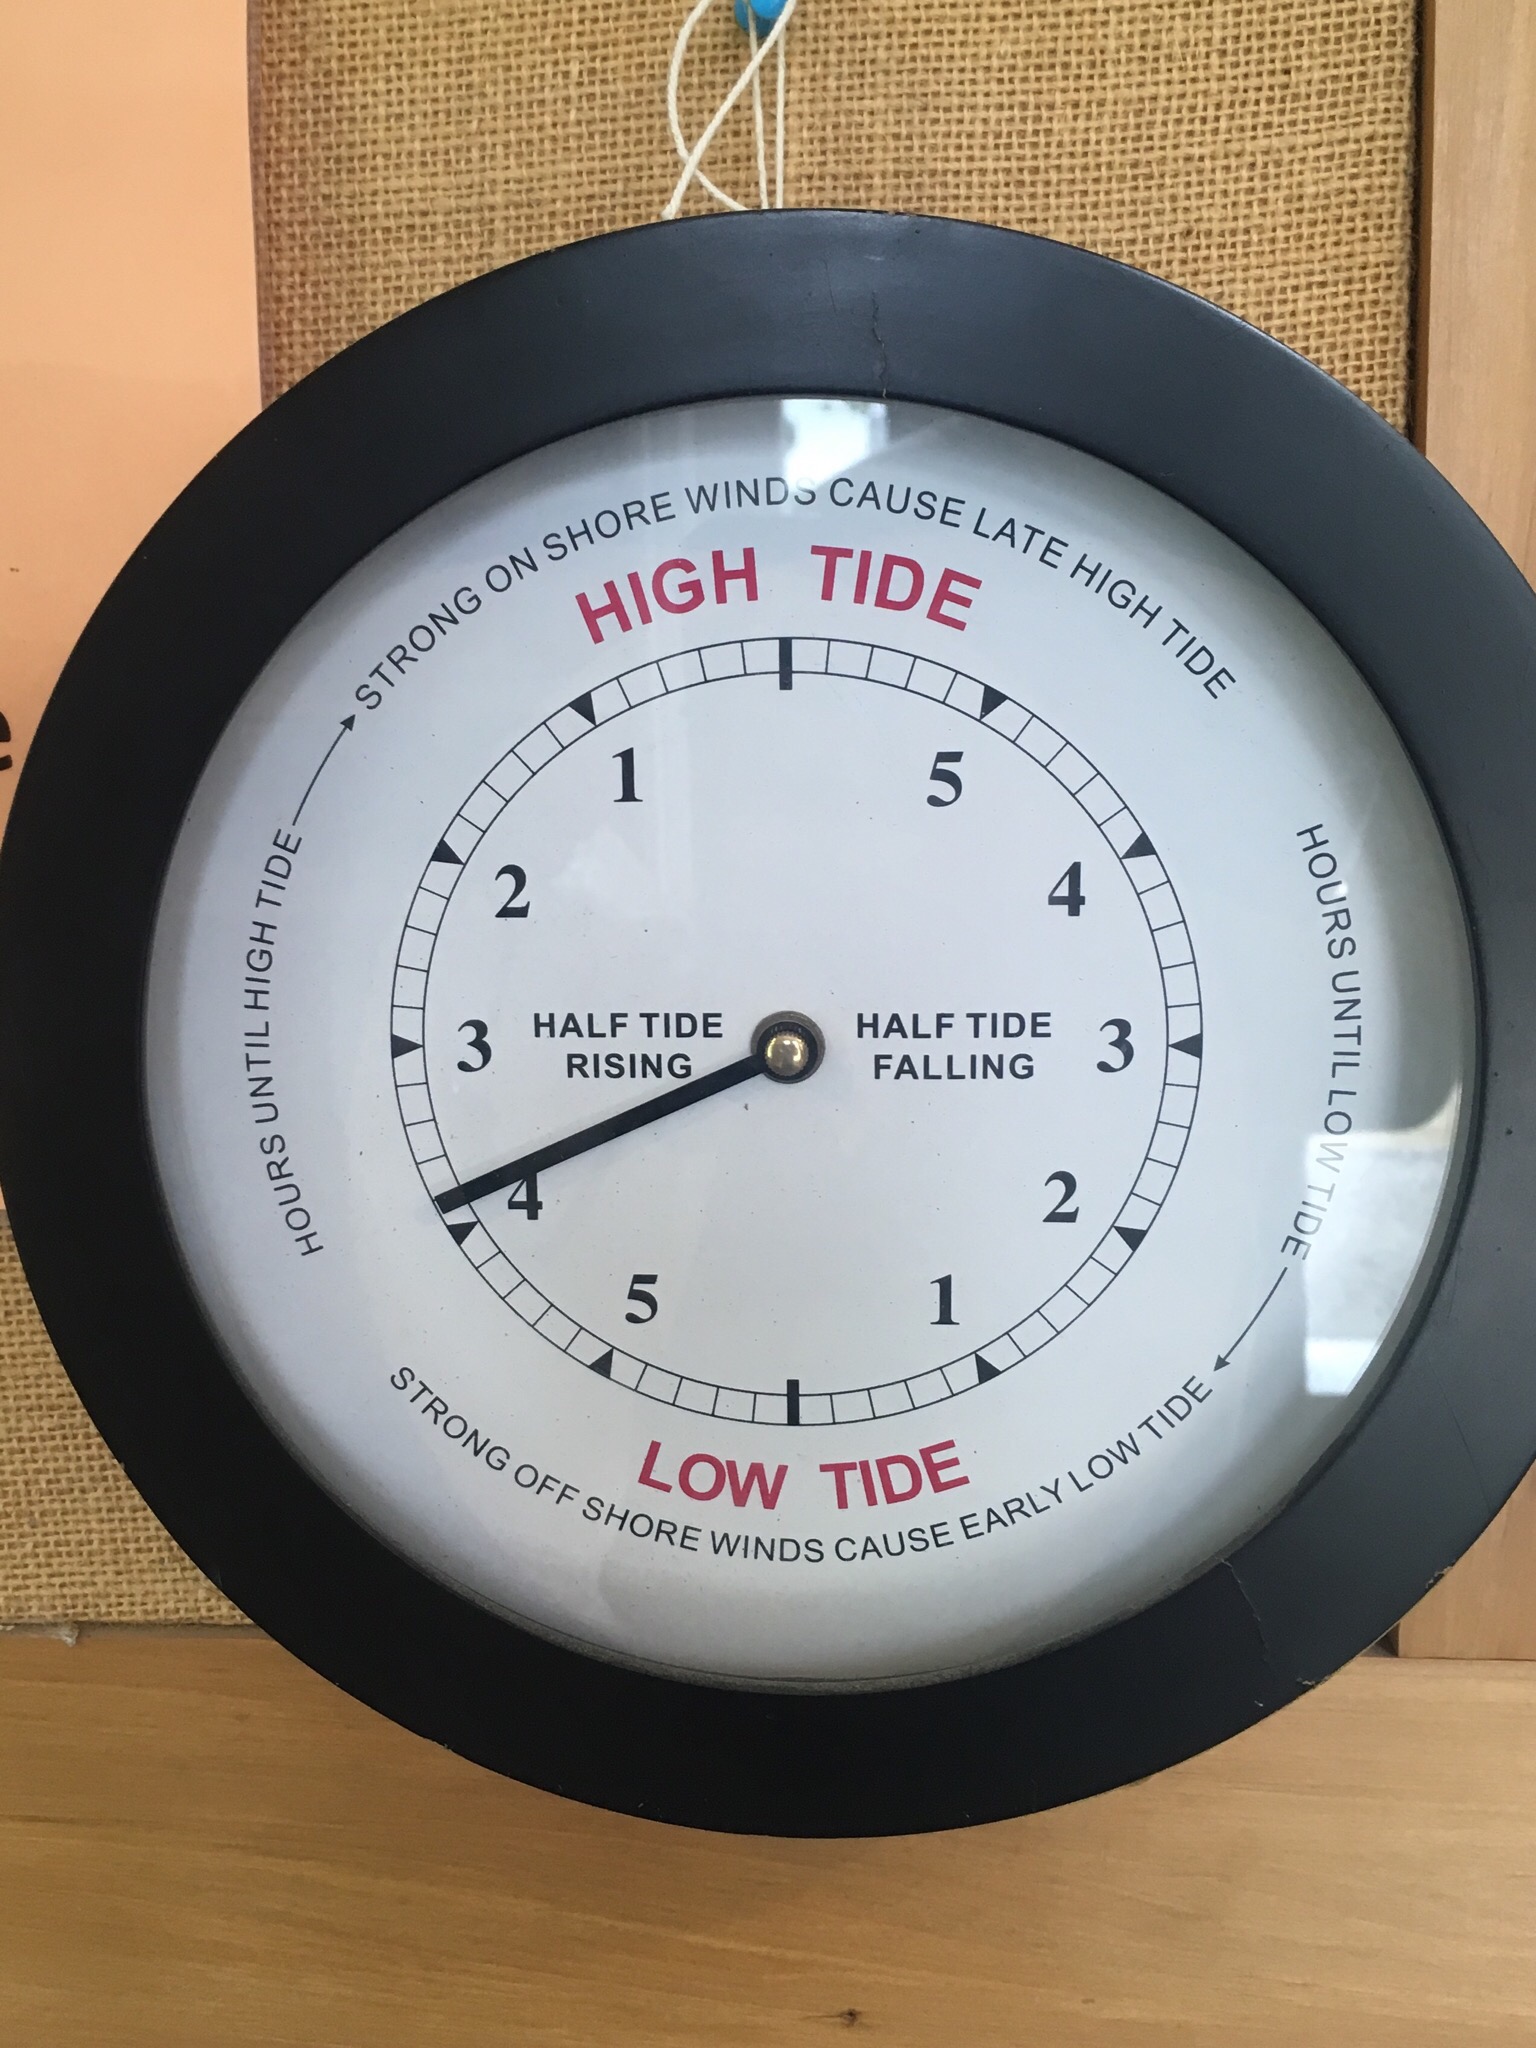 STRONG ON SHORE WINDS CAUSE LATE HIGH TIDE
HIGH TIDE
1
5
2
4
HOURS UNTIL HIGH TIDE
HOURS UNTIL LOW TIDE
3
HALF TIDE
RISING
HALF TIDE
FALLING
3
4
2
5
1
LOW TIDE
STRONG OFF SHORE WINDS CAUSE EARLY LOW TIDE
e